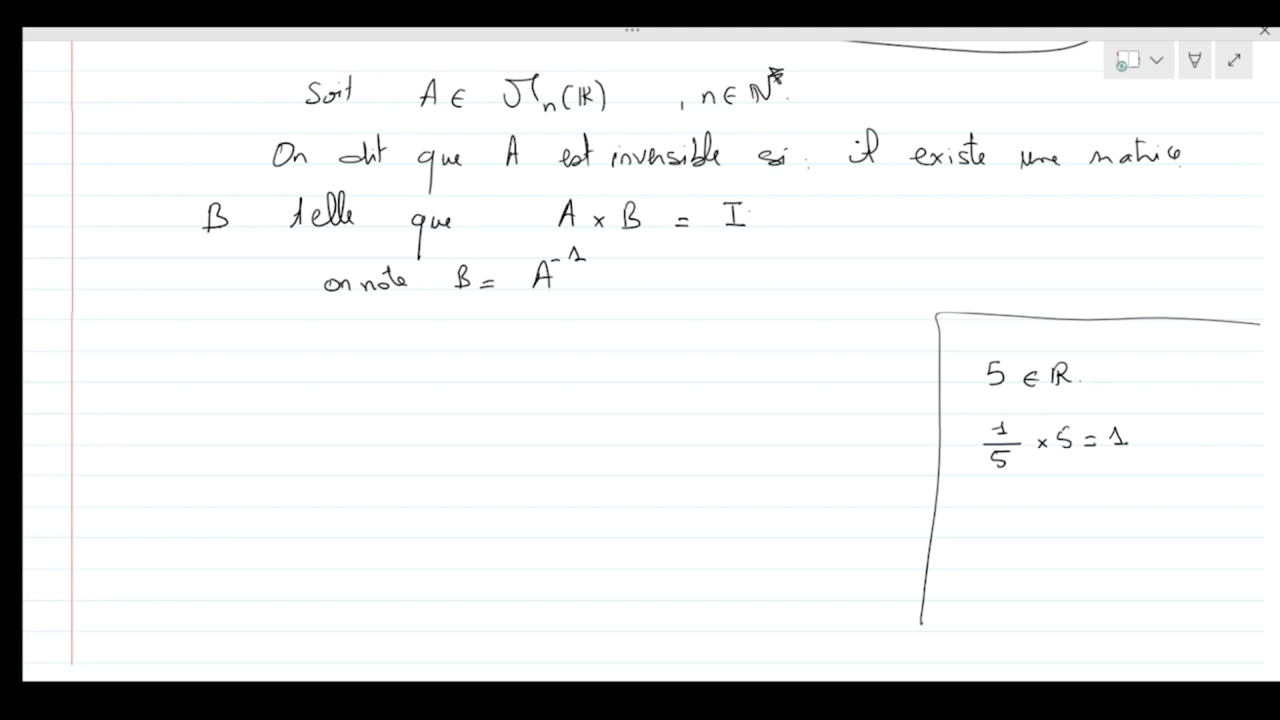 Soit A ∈ M_n(K) , n ∈ N*.
On dit que A est inversible si : il existe une matrice
B telle que A × B = I
on note B = A⁻¹
5 ∈ R.
1/5 × 5 = 1